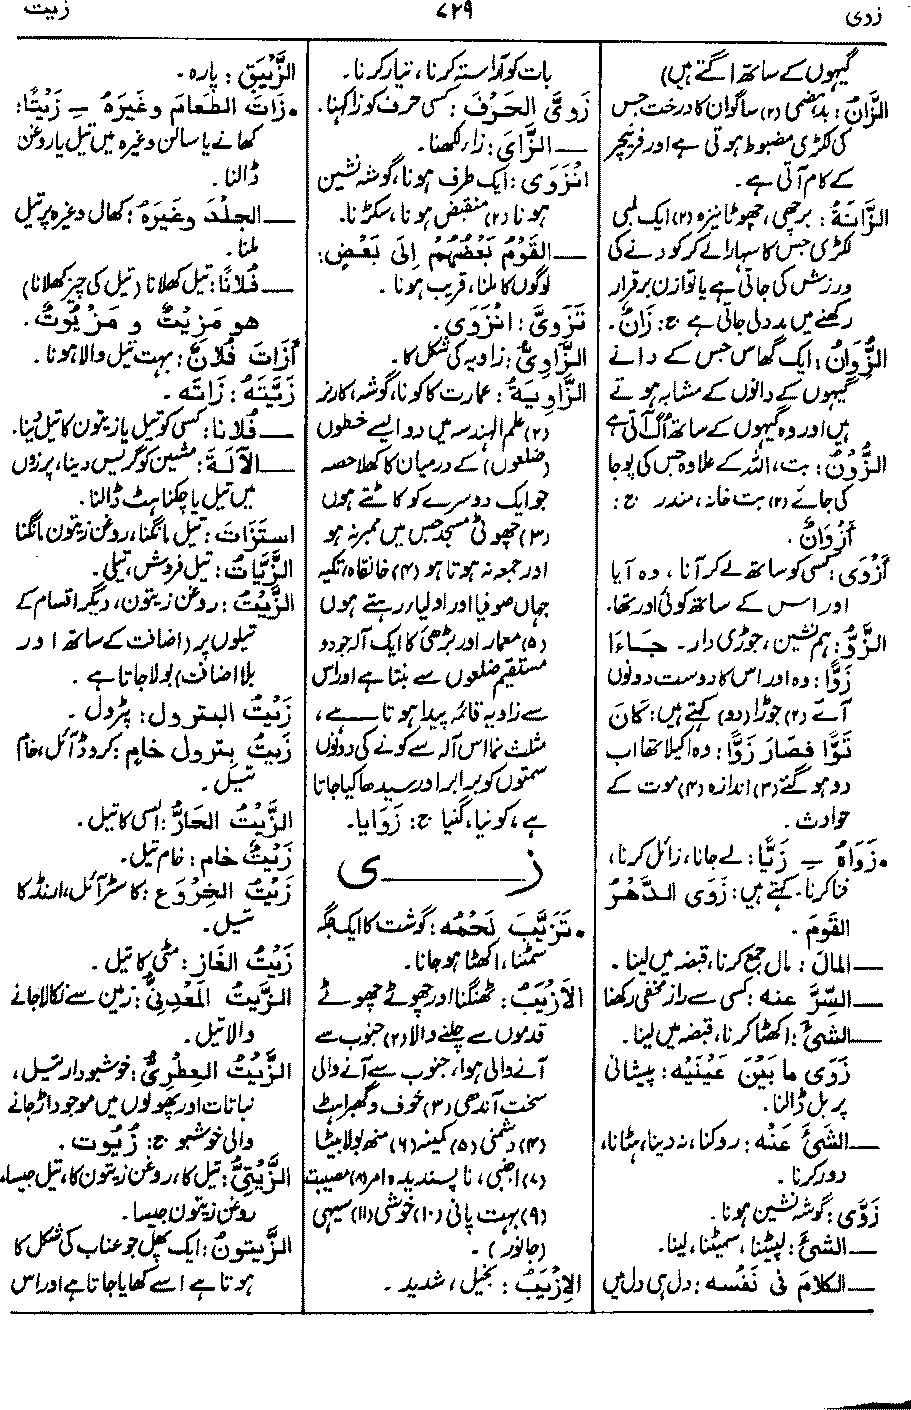 زوی
۷۲۹
زیت
گیہوں کے ساتھ اگتے ہیں)
الزَّانُ: بدہضمی (۲) ساگوان کا درخت جس
کی لکڑی مضبوط ہوتی ہے اور فرنیچر
کے کام آتی ہے۔
الزَّانَةُ: برچھی، چھوٹا نیزہ (۲) ایک لمبی
لکڑی جس کا سہارا لے کر کودنے کی
ورزش کی جاتی ہے یا توازن برقرار
رکھنے میں مدد لی جاتی ہے ج: زَانٌ۔
الزُّوَانُ: ایک گھاس جس کے دانے
گیہوں کے دانوں کے مشابہ ہوتے
ہیں اور وہ گیہوں کے ساتھ اگ آتی ہے
الزُّوْنُ: بت، اللہ کے علاوہ جس کی پوجا
کی جائے (۲) بت خانہ، مندر ج:
أَزْوَانٌ۔
أَزْوَى: کسی کو ساتھ لے کر آنا، وہ آیا
اور اس کے ساتھ کوئی اور تھا۔
الزَّوُّ: ہم نشین، جوڑی دار۔ جَاءَا
زَوًّا: وہ اور اس کا دوست دونوں
آئے (۲) جوڑا (دو) کہتے ہیں: كَانَ
تَوًّا فَصَارَ زَوًّا: وہ اکیلا تھا اب
دو ہو گئے (۳) اندازہ (۴) موت کے
حوادث۔
• زَوَاهُ ـِ زَيًّا: لے جانا، زائل کرنا،
فنا کرنا۔ کہتے ہیں: زَوَى الدَّهْرُ
القَوْمَ۔
— المَالَ: مال جمع کرنا، قبضہ میں لینا۔
— السِّرَّ عنه: کسی سے راز مخفی رکھنا
— الشَیْءَ: اکٹھا کرنا، قبضہ میں لینا۔
زَوَى ما بَيْنَ عَيْنَيْه: پیشانی
پر بل ڈالنا۔
— الشَیْءَ عَنْه: روکنا، نہ دینا، ہٹانا،
دور کرنا۔
زَوَّى: گوشہ نشین ہونا۔
— الشَیْءَ: لپیٹنا، سمیٹنا، لینا۔
— الكلامَ فی نَفْسه: دل ہی دل میں
بات کو آراستہ کرنا، تیار کرنا۔
زَوَّى الحَرْفَ: کسی حرف کو زا کہنا۔
— الزَّایَ: زا، لکھنا۔
انْزَوَى: ایک طرف ہونا، گوشہ نشین
ہونا (۲) منقبض ہونا، سکڑنا۔
— القَوْمُ بَعْضُهُم إِلَى بَعْضٍ:
لوگوں کا ملنا، قریب ہونا۔
تَزَوَّى: انْزَوَى۔
الزَّاوِیُّ: زاویہ کی شکل کا۔
الزَّاوِيَةُ: عمارت کا کونا، گوشہ، کارنر
(۲) علم الہندسہ میں دو ایسے خطوں
(ضلعوں) کے درمیان کا کھلا حصہ
جو ایک دوسرے کو کاٹتے ہوں
(۳) چھوٹی مسجد جس میں ممبر نہ ہو
اور جمعہ نہ ہوتا ہو (۴) خانقاہ، تکیہ
جہاں صوفیا اور اولیاء رہتے ہوں
(۵) معمار اور بڑھئی کا ایک آلہ جو دو
مستقیم ضلعوں سے بنتا ہے اور اس
سے زاویہ قائمہ پیدا ہوتا ہے،
مثلث نما اس آلہ سے کونے کی دونوں
سمتوں کو برابر اور سیدھا کیا جاتا
ہے، کونیا، گنیا ج: زَوَايا۔
ز——ی
• تَزَيَّبَ لَحْمُه: گوشت کا ایک جگہ
سمٹنا، اکٹھا ہو جانا۔
الأَزْيَبُ: ٹھنگنا اور چھوٹے چھوٹے
قدموں سے چلنے والا (۲) جنوب سے
آنے والی ہوا، جنوب سے آنے والی
سخت آندھی (۳) خوف و گھبراہٹ
(۴) دشمنی (۵) کمینہ (۶) منھ بولا بیٹا
(۷) اجنبی، ناپسندیدہ امر (۸) مصیبت
(۹) بہت پانی (۱۰) خوشی (۱۱) سیہی
(جانور)۔
الإزْيَبُّ: بخیل، شدید۔
الزَّيْبَقُ: پارہ۔
• زَاتَ الطعامَ وغَيرَهُ ـِ زَيْتًا:
کھانے یا سالن وغیرہ میں تیل یا روغن
ڈالنا۔
— الجِلْدَ وغَيرَهُ: کھال وغیرہ پر تیل
ملنا۔
— فُلَانًا: تیل کھلانا (تیل کی چیز کھلانا)
هو مَزِيْتٌ و مَزْيُوتٌ۔
أَزَاتَ فُلَانٌ: بہت تیل والا ہونا۔
زَيَّتَهُ: زَاتَه۔
— فُلَانًا: کسی کو تیل یا زیتون کا تیل دینا۔
— الآلَةَ: مشین کو گریس دینا، پرزوں
میں تیل یا چکناہٹ ڈالنا۔
اسْتَزَاتَ: تیل مانگنا، روغن زیتون مانگنا
الزَّيَّاتُ: تیل فروش، تیلی۔
الزَّيْتُ: روغن زیتون، دیگر اقسام کے
تیلوں پر (اضافت کے ساتھ اور
بلا اضافت) بولا جاتا ہے۔
زَيْتُ البترول: پٹرول۔
زَيْتُ بِترول خامٍ: کروڈ آئل، خام
تیل۔
الزَّيْتُ الحَارُّ: السی کا تیل۔
زَيْتٌ خام: خام تیل۔
زَيْتُ الخِرْوَع: کاسٹر آئل، ارنڈ کا
تیل۔
زَيْتُ الغَاز: مٹی کا تیل۔
الزَّيتُ المَعْدِنِیُّ: زمین سے نکالا جانے
والا تیل۔
الزَّيْتُ العِطْرِیُّ: خوشبودار تیل،
نباتات اور پھولوں میں موجود اڑ جانے
والی خوشبو ج: زُيُوت۔
الزَّيْتِیُّ: تیل کا، روغن زیتون کا، تیل جیسا،
روغن زیتون جیسا۔
الزَّيتونُ: ایک پھل جو عناب کی شکل کا
ہوتا ہے اسے کھایا جاتا ہے اور اس